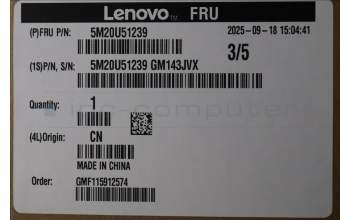 Lenovo™ FRU
(P)FRU P/N: 5M20U51239 2025-09-18 15:04:41
3/5
(1S)P/N, S/N: 5M20U51239 GM143JVX
Quantity: 1
(4L)Origin: CN
MADE IN CHINA
Order: GMF115912574